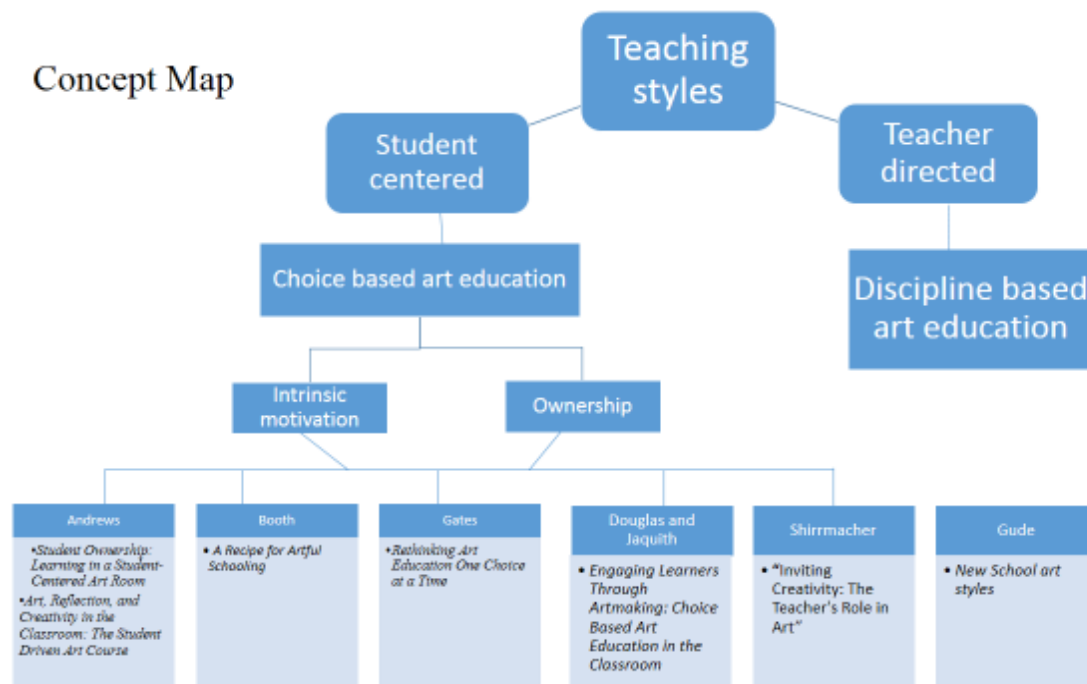 Concept Map
Teaching
styles
Student
centered
Teacher
directed
Choice based art education
Discipline based
art education
Intrinsic
motivation
Ownership
Andrews
•Student Ownership:
Learning in a Student-
Centered Art Room
•Art, Reflection, and
Creativity in the
Classroom: The Student
Driven Art Course
Booth
• A Recipe for Artful
Schooling
Gates
•Rethinking Art
Education One Choice
at a Time
Douglas and
Jaquith
• Engaging Learners
Through
Artmaking: Choice
Based Art
Education in the
Classroom
Shirrmacher
• “Inviting
Creativity: The
Teacher's Role in
Art”
Gude
• New School art
styles